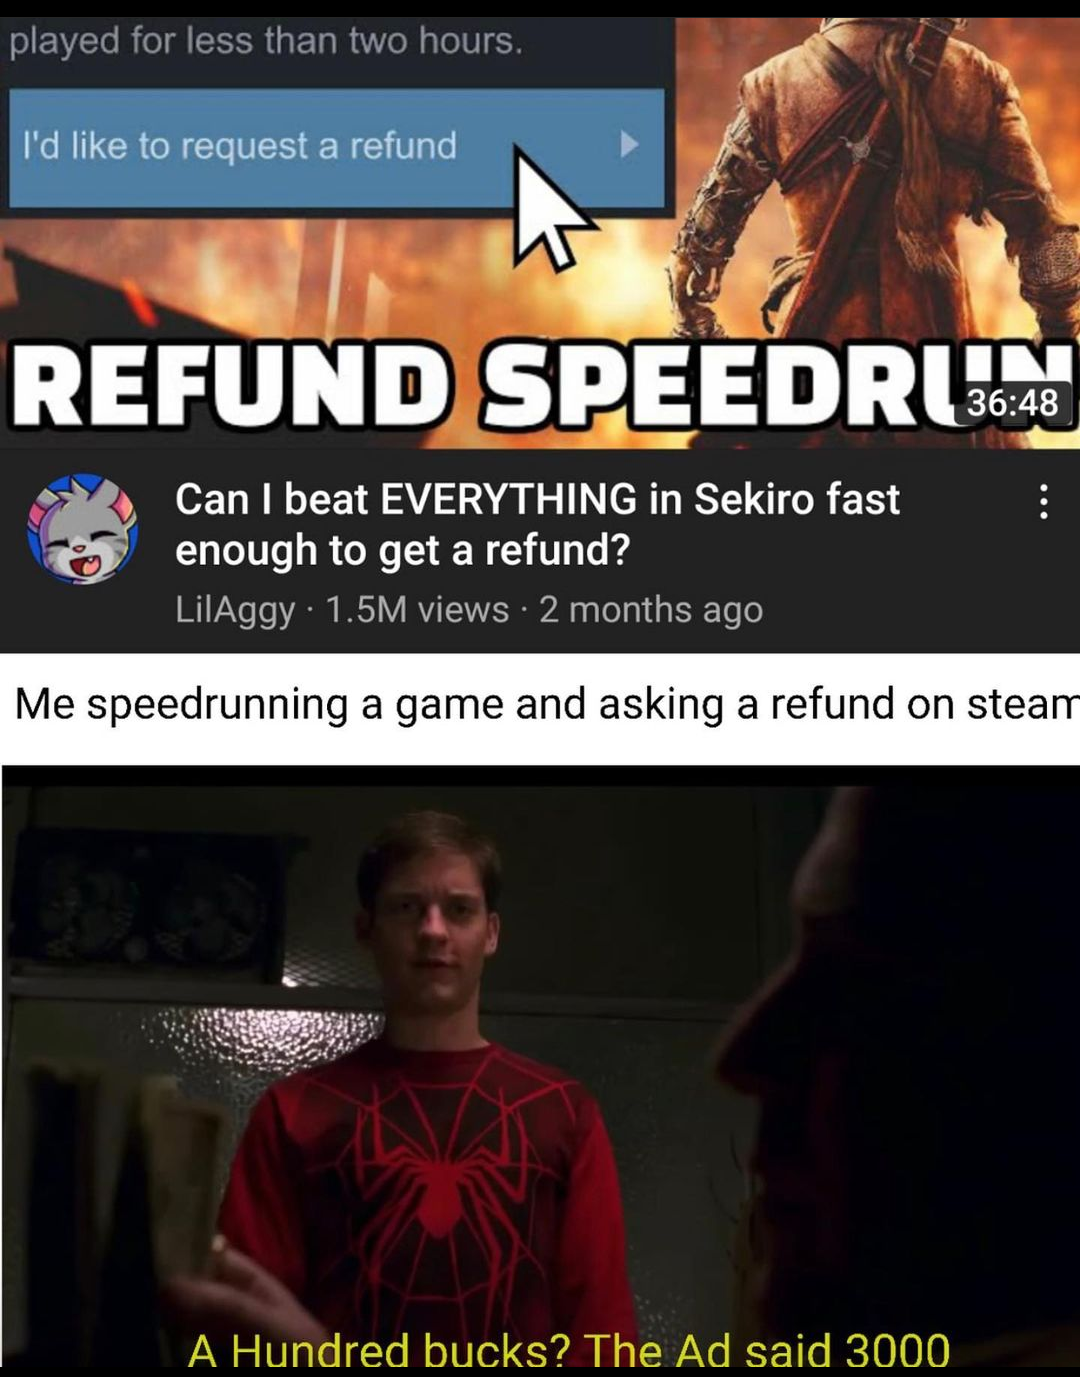 played for less than two hours.
I'd like to request a refund
REFUND SPEEDRUN
36:48
Can I beat EVERYTHING in Sekiro fast
enough to get a refund?
LilAggy · 1.5M views · 2 months ago
Me speedrunning a game and asking a refund on steam
A Hundred bucks? The Ad said 3000